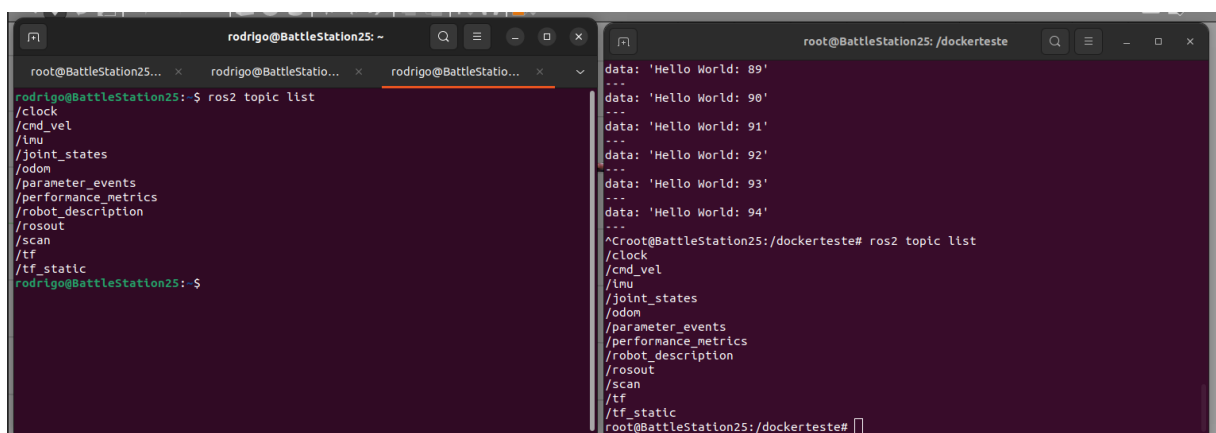 rodrigo@BattleStation25: ~
root@BattleStation25...
rodrigo@BattleStatio...
rodrigo@BattleStatio...
rodrigo@BattleStation25:~$ ros2 topic list
/clock
/cmd_vel
/imu
/joint_states
/odom
/parameter_events
/performance_metrics
/robot_description
/rosout
/scan
/tf
/tf_static
rodrigo@BattleStation25:~$
root@BattleStation25: /dockerteste
data: 'Hello World: 89'
---
data: 'Hello World: 90'
---
data: 'Hello World: 91'
---
data: 'Hello World: 92'
---
data: 'Hello World: 93'
---
data: 'Hello World: 94'
---
^Croot@BattleStation25:/dockerteste# ros2 topic list
/clock
/cmd_vel
/imu
/joint_states
/odom
/parameter_events
/performance_metrics
/robot_description
/rosout
/scan
/tf
/tf_static
root@BattleStation25:/dockerteste#